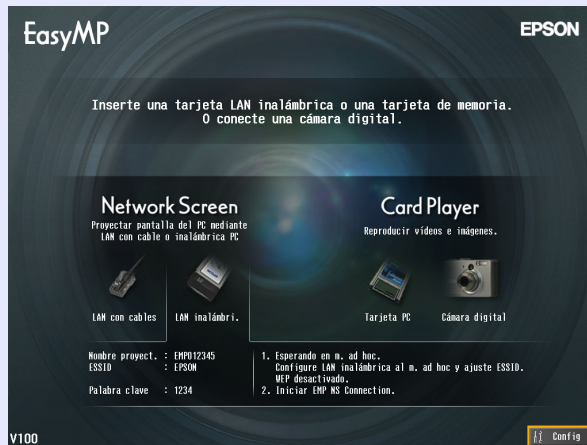 EasyMP
EPSON
Inserte una tarjeta LAN inalámbrica o una tarjeta de memoria.
O conecte una cámara digital.
Network Screen
Proyectar pantalla del PC mediante
LAN con cable o inalámbrica PC
LAN con cables
LAN inalámbri.
Card Player
Reproducir vídeos e imágenes.
Tarjeta PC
Cámara digital
Nombre proyect. : EMP012345
ESSID : EPSON
Palabra clave : 1234
1. Esperando en m. ad hoc.
Configure LAN inalámbrica al m. ad hoc y ajuste ESSID.
WEP desactivado.
2. Iniciar EMP NS Connection.
V100
Config